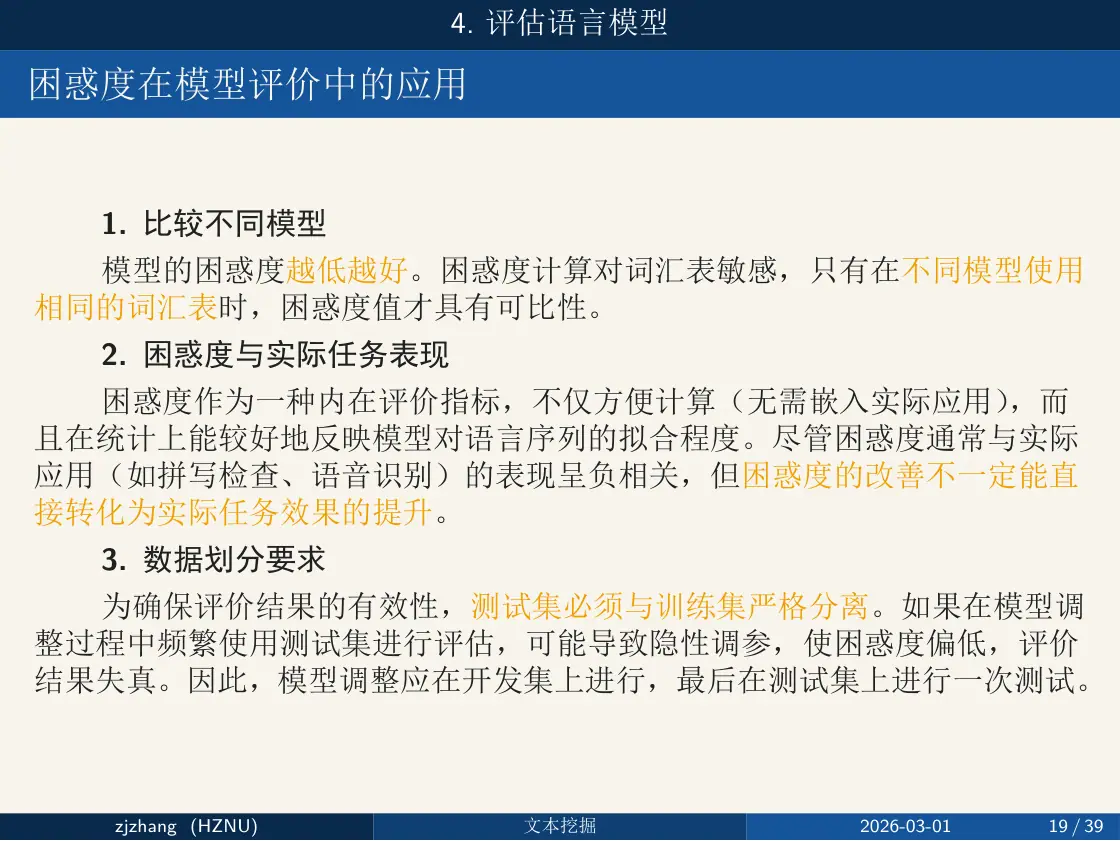 4. 评估语言模型
困惑度在模型评价中的应用
1. 比较不同模型
模型的困惑度越低越好。困惑度计算对词汇表敏感，只有在不同模型使用
相同的词汇表时，困惑度值才具有可比性。
2. 困惑度与实际任务表现
困惑度作为一种内在评价指标，不仅方便计算（无需嵌入实际应用），而
且在统计上能较好地反映模型对语言序列的拟合程度。尽管困惑度通常与实际
应用（如拼写检查、语音识别）的表现呈负相关，但困惑度的改善不一定能直
接转化为实际任务效果的提升。
3. 数据划分要求
为确保评价结果的有效性，测试集必须与训练集严格分离。如果在模型调
整过程中频繁使用测试集进行评估，可能导致隐性调参，使困惑度偏低，评价
结果失真。因此，模型调整应在开发集上进行，最后在测试集上进行一次测试。
zjzhang (HZNU) 文本挖掘 2026-03-01 19 / 39